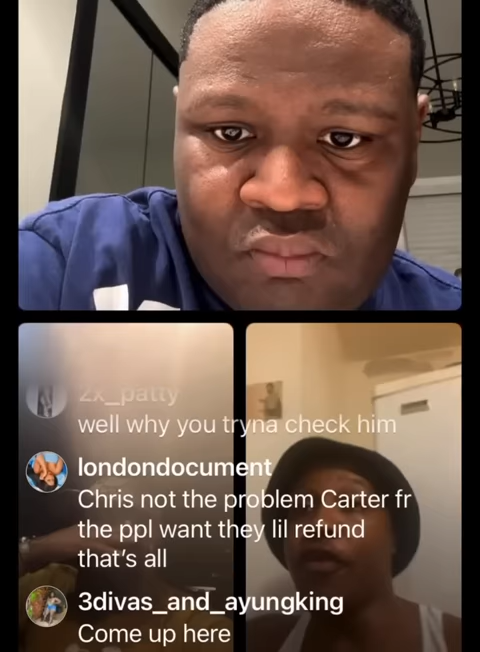 2x_patty
well why you tryna check him
londondocument
Chris not the problem Carter fr
the ppl want they lil refund
that's all
3divas_and_ayungking
Come up here